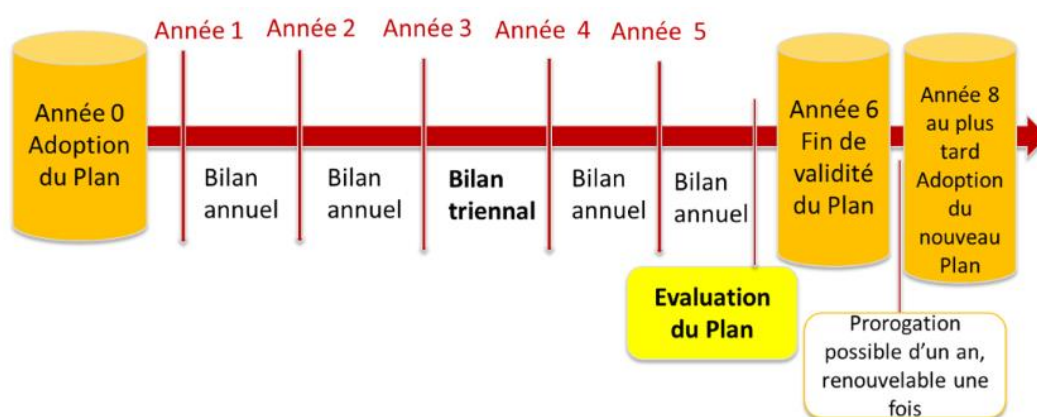 Année 1
Année 2
Année 3
Année 4
Année 5
Année 0
Adoption
du Plan
Bilan
annuel
Bilan
annuel
Bilan
triennal
Bilan
annuel
Bilan
annuel
Année 6
Fin de
validité
du Plan
Année 8
au plus
tard
Adoption
du
nouveau
Plan
Evaluation
du Plan
Prorogation
possible d’un an,
renouvelable une
fois